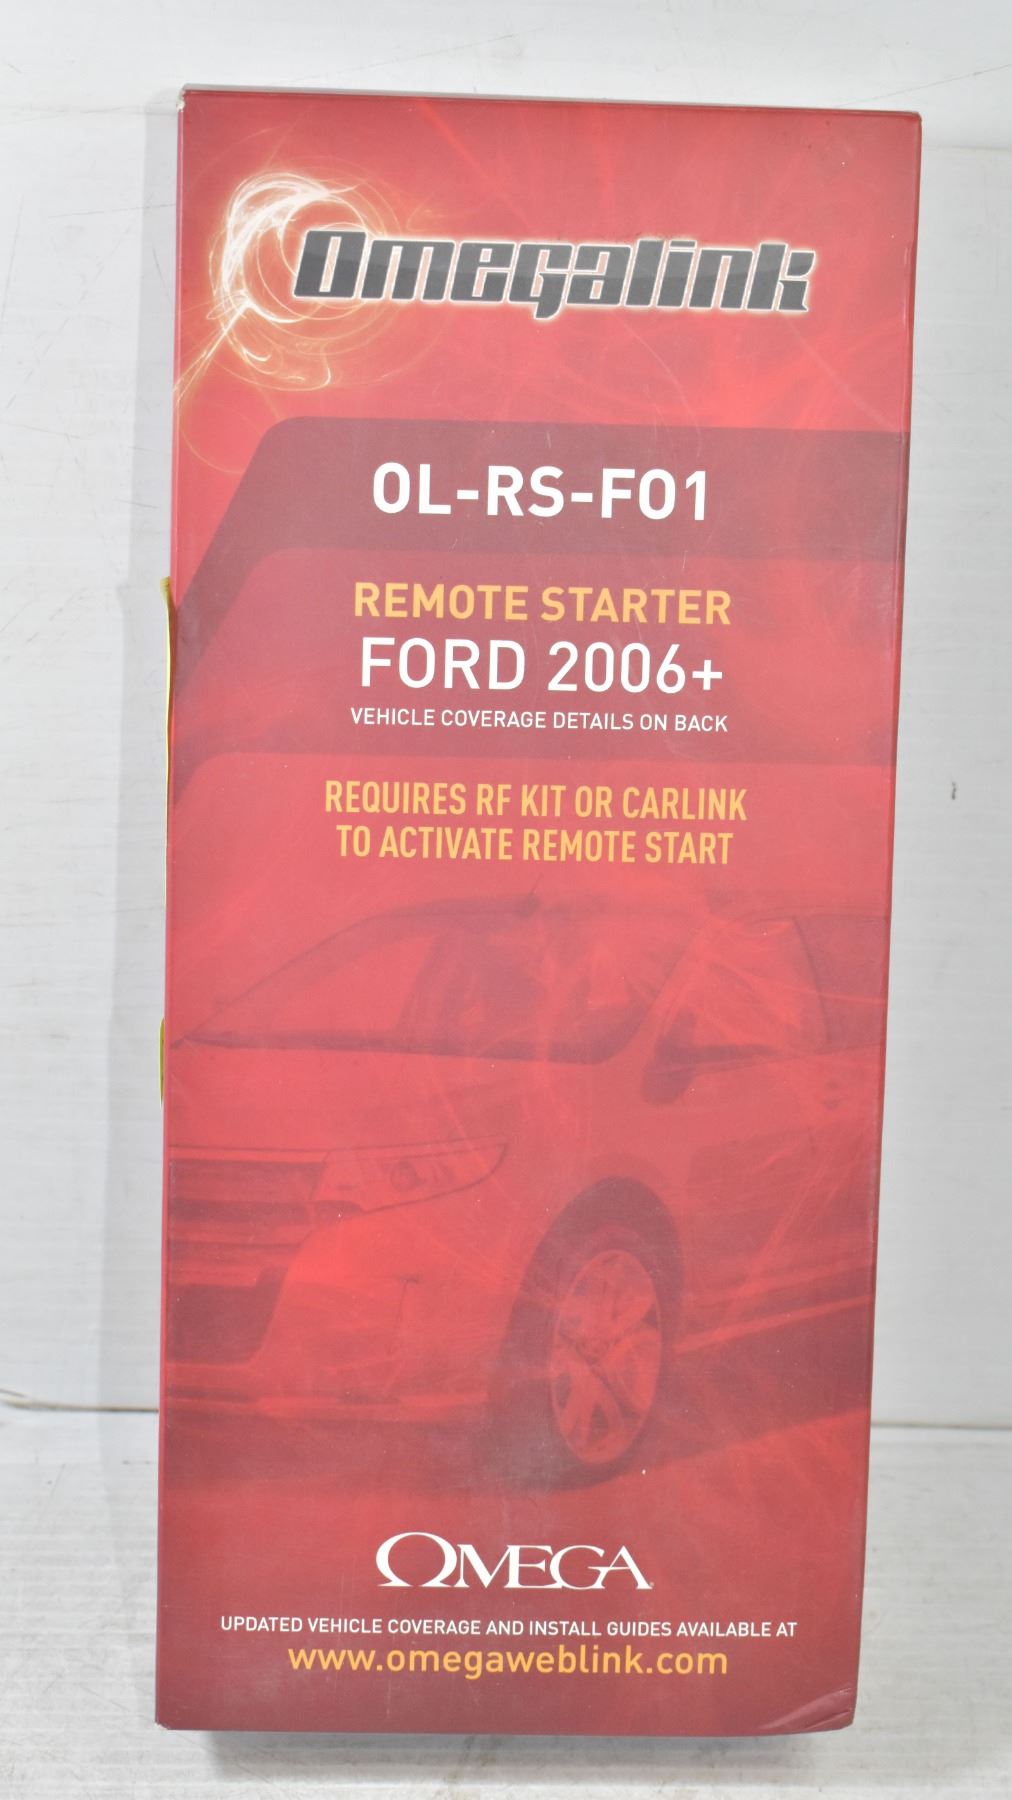 Omegalink
OL-RS-FO1
REMOTE STARTER
FORD 2006+
VEHICLE COVERAGE DETAILS ON BACK
REQUIRES RF KIT OR CARLINK
TO ACTIVATE REMOTE START
OMEGA
UPDATED VEHICLE COVERAGE AND INSTALL GUIDES AVAILABLE AT
www.omegaweblink.com